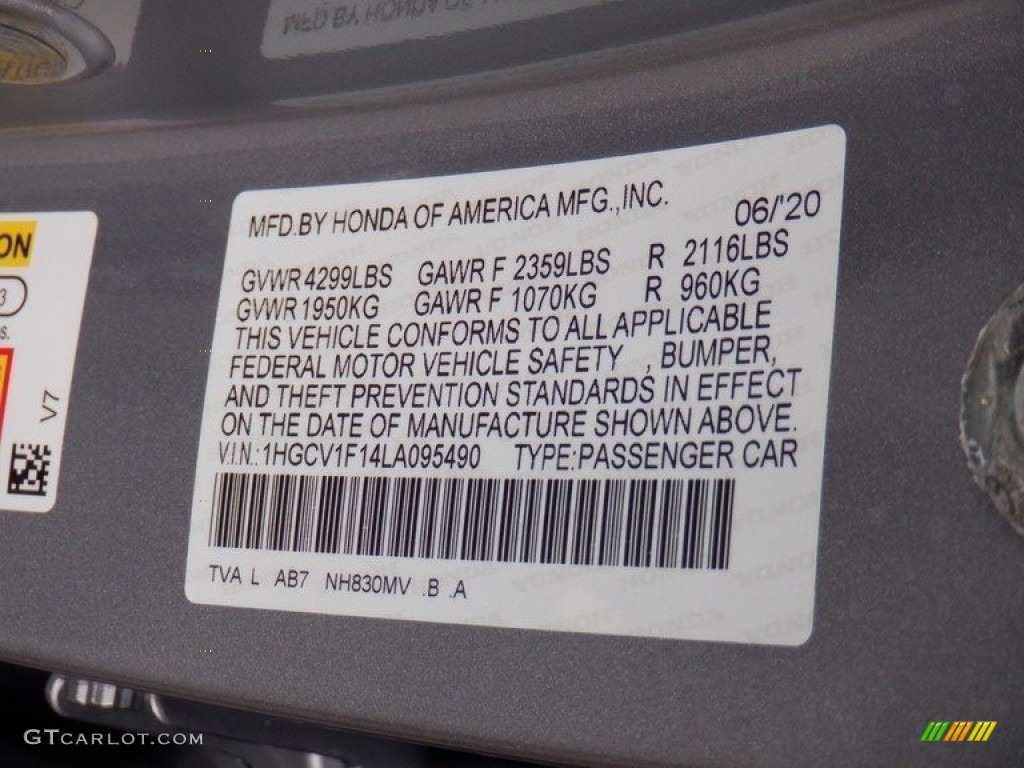 MFD.BY HONDA OF AMERICA MFG.,INC. 06/'20
GVWR 4299LBS GAWR F 2359LBS R 2116LBS
GVWR 1950KG GAWR F 1070KG R 960KG
THIS VEHICLE CONFORMS TO ALL APPLICABLE
FEDERAL MOTOR VEHICLE SAFETY , BUMPER,
AND THEFT PREVENTION STANDARDS IN EFFECT
ON THE DATE OF MANUFACTURE SHOWN ABOVE.
V.I.N.:1HGCV1F14LA095490 TYPE:PASSENGER CAR
TVA L AB7 NH830MV .B .A
ON
3
s.
V7
GTCARLOT.COM